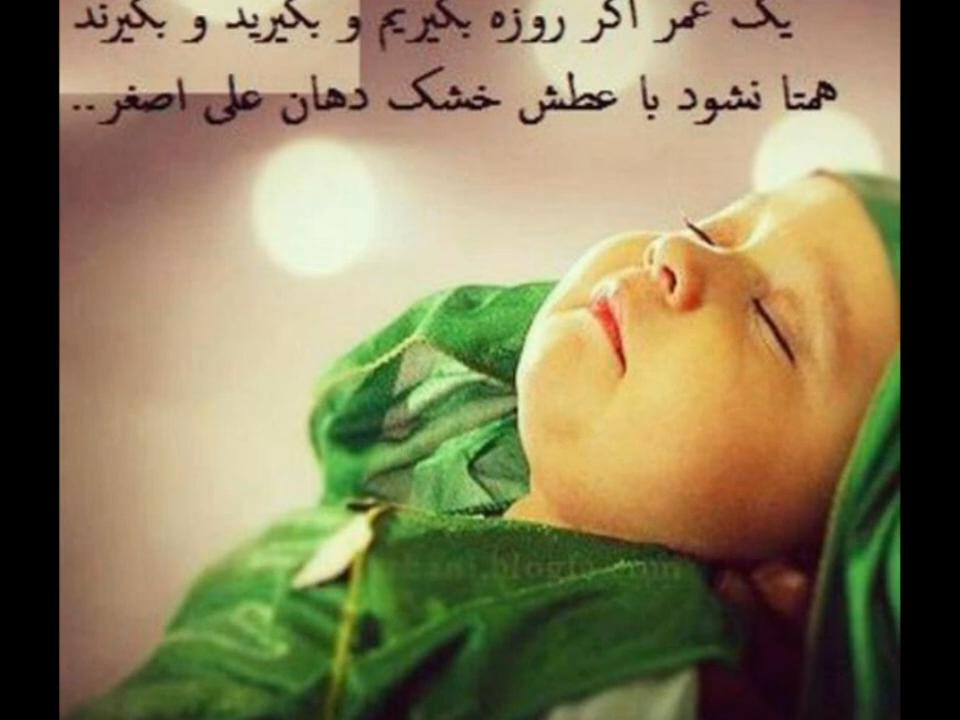 یک عمر اگر روزه بگیریم و بگیرید و بگیرند
همتا نشود با عطش خشک دهان علی اصغر..